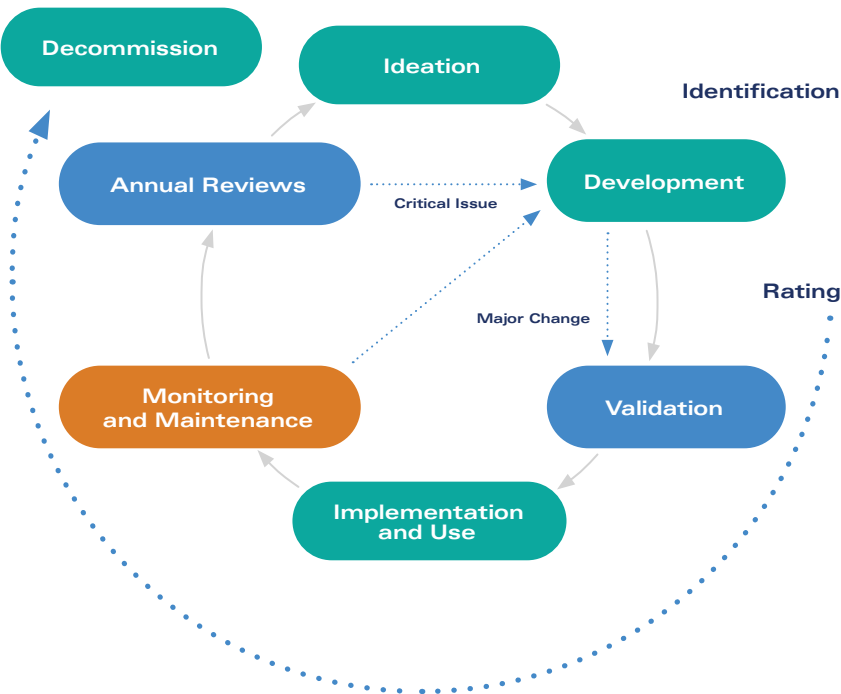 Decommission
Ideation
Identification
Annual Reviews
Critical Issue
Development
Rating
Major Change
Monitoring
and Maintenance
Validation
Implementation
and Use